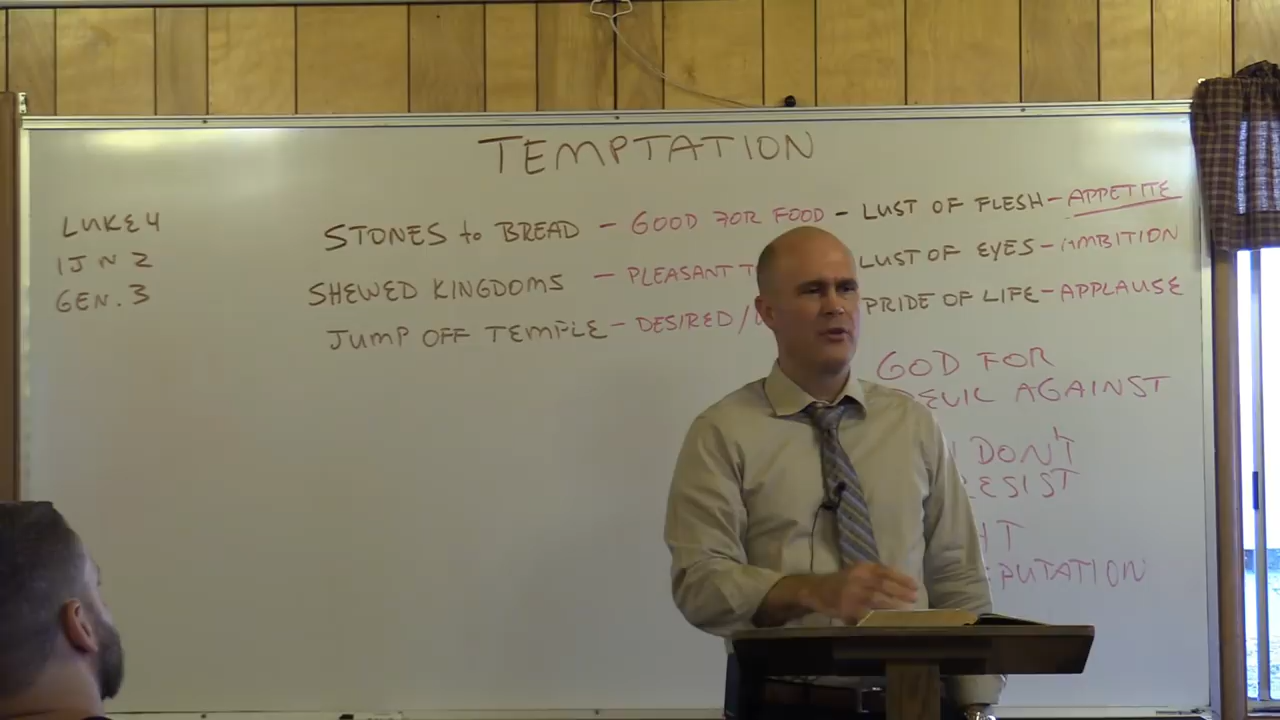 TEMPTATION
LUKE 4
1 JN 2
GEN. 3
STONES to BREAD - GOOD FOR FOOD - LUST OF FLESH - APPETITE
SHEWED KINGDOMS - PLEASANT T LUST OF EYES - AMBITION
JUMP OFF TEMPLE - DESIRED / PRIDE OF LIFE - APPLAUSE
GOD FOR
DEVIL AGAINST
DON'T
RESIST
HT
PUTATION